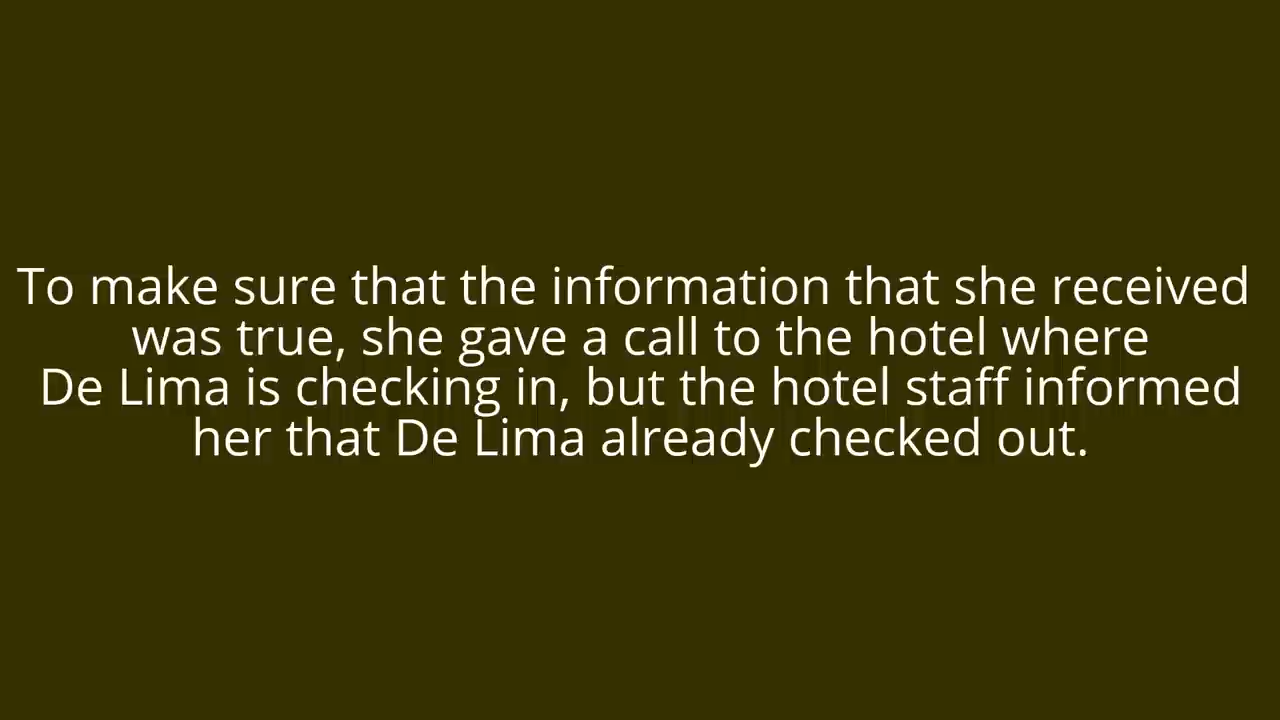 To make sure that the information that she received
was true, she gave a call to the hotel where
De Lima is checking in, but the hotel staff informed
her that De Lima already checked out.